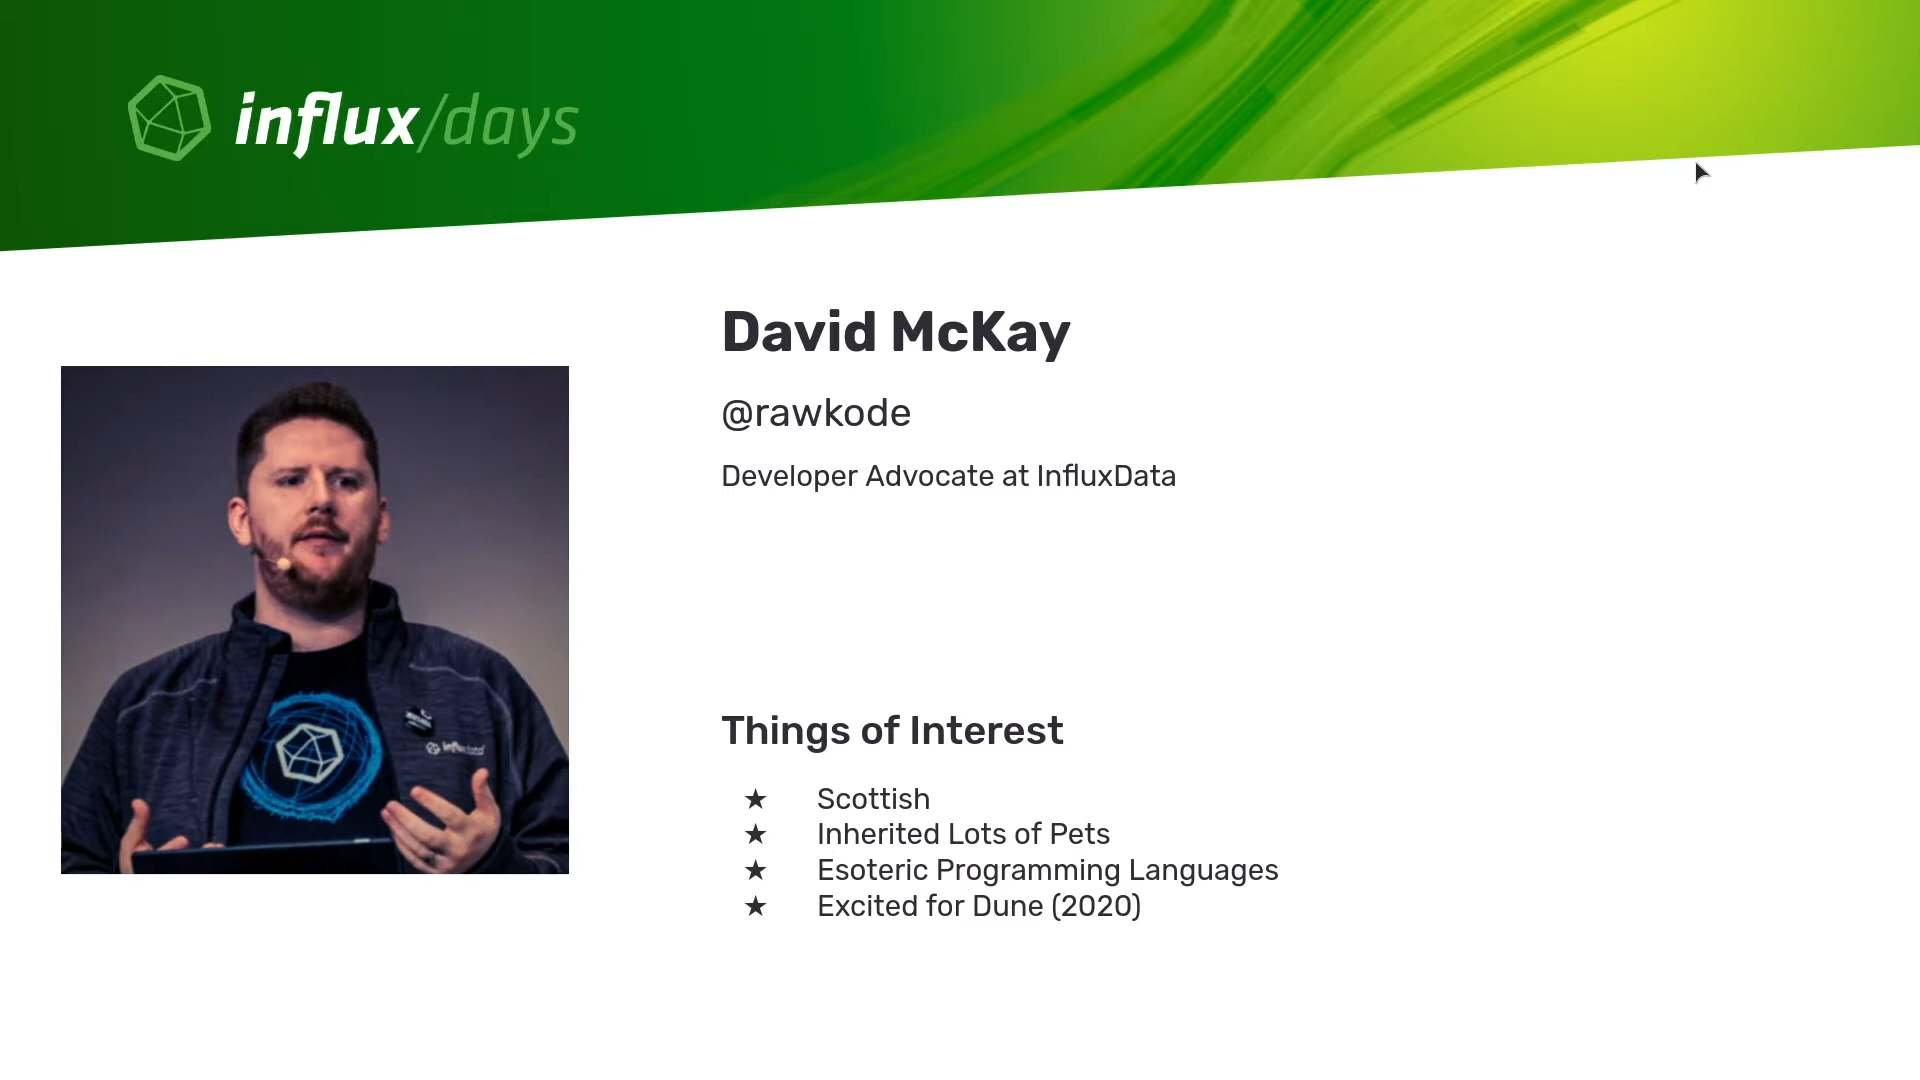 influx/days
David McKay
@rawkode
Developer Advocate at InfluxData
Things of Interest
★ Scottish
★ Inherited Lots of Pets
★ Esoteric Programming Languages
★ Excited for Dune (2020)